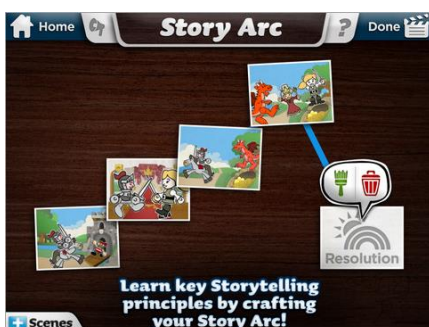 Home
Story Arc
?
Done
Resolution
Learn key Storytelling
principles by crafting
your Story Arc!
+ Scenes